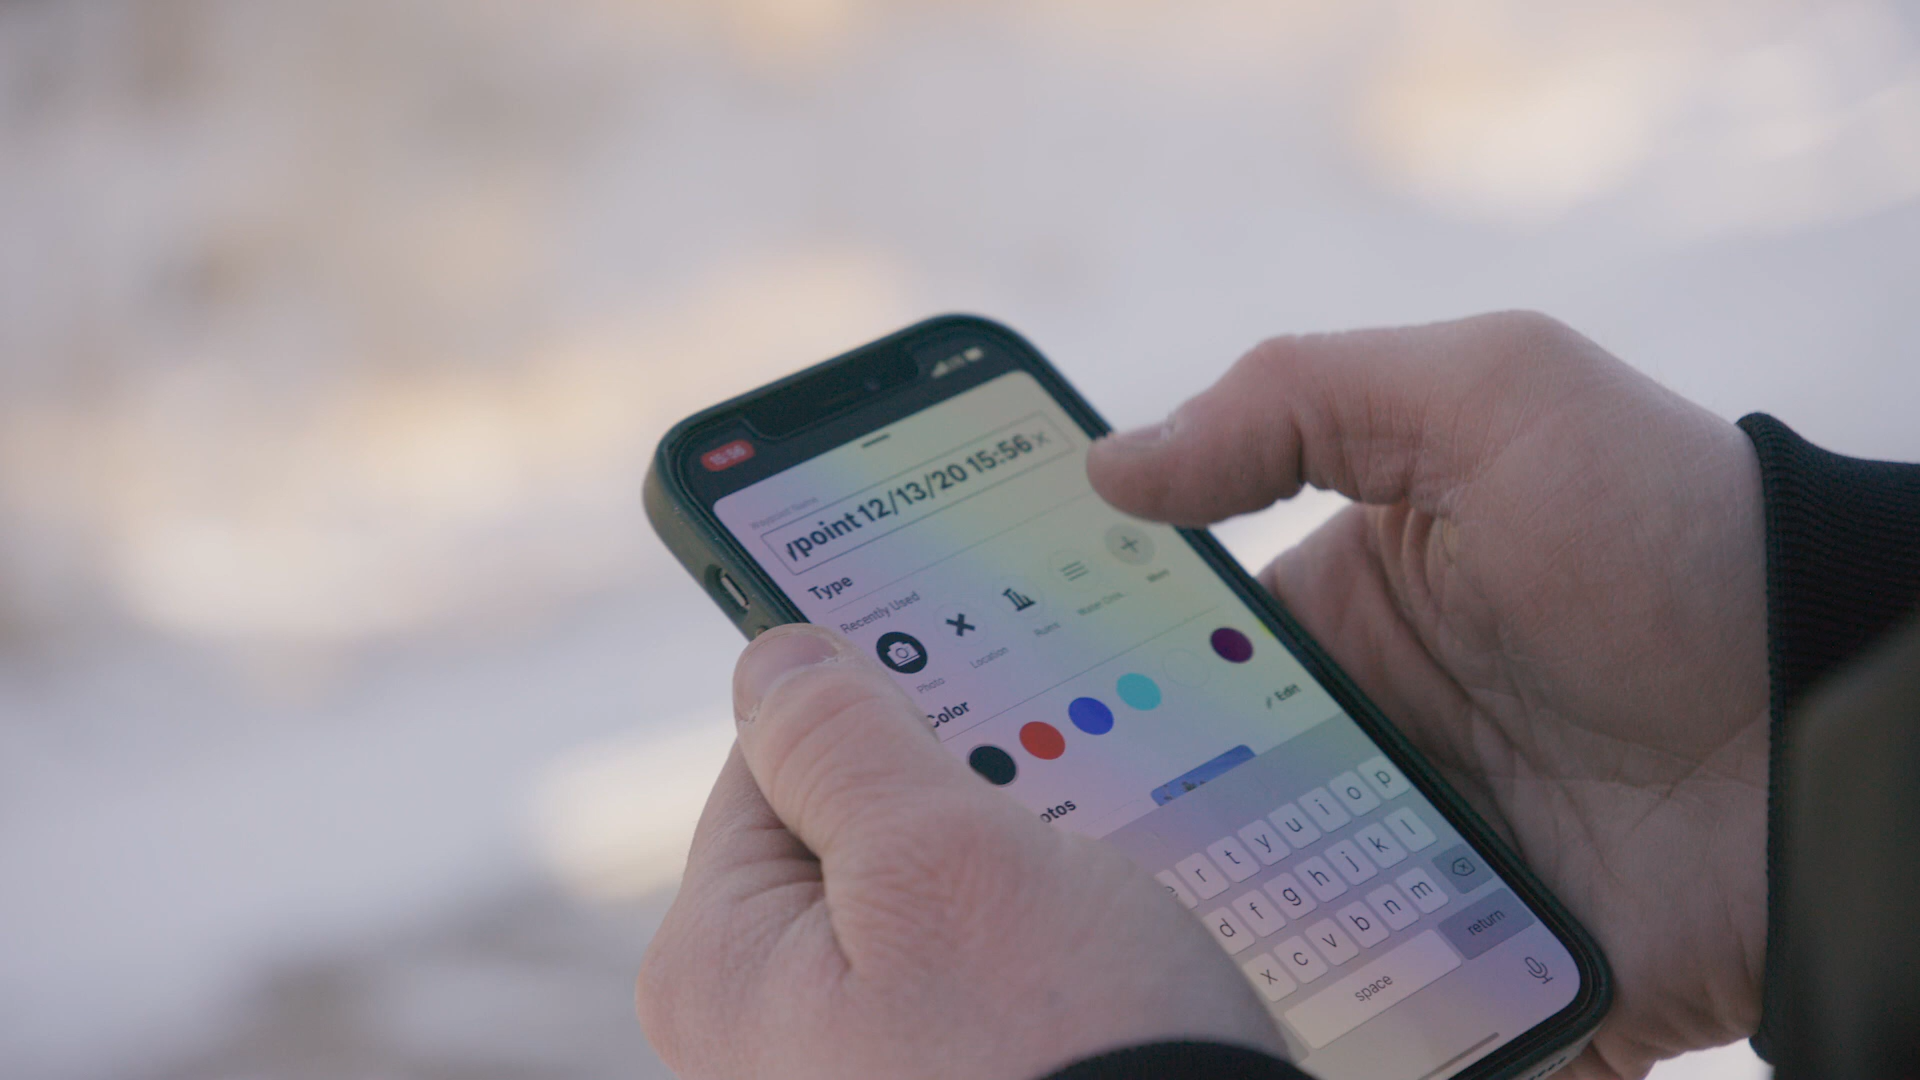 15:56
Waypoint Name
/point 12/13/20 15:56 ×
Type
Recently Used
Photo
Location
Ruins
More
Color
Edit
otos
e r t y u i o p
d f g h j k l
x c v b n m
space return